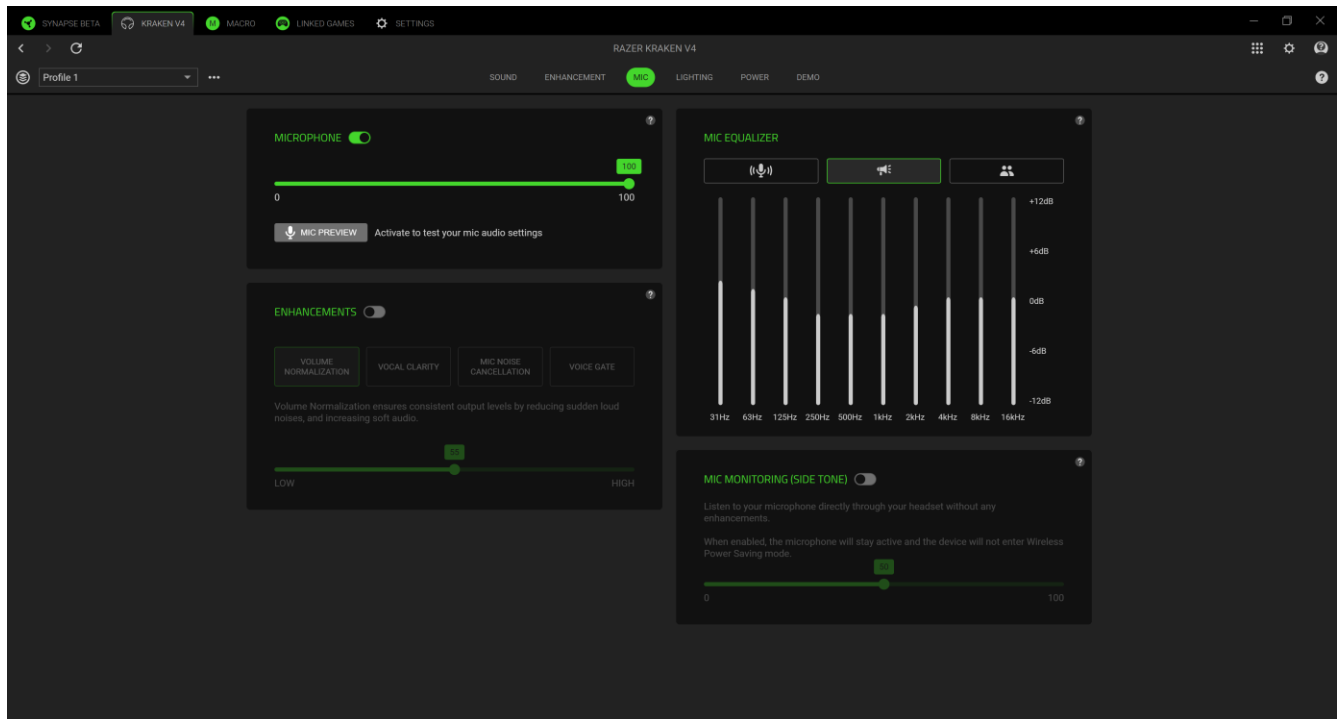 SYNAPSE BETA
KRAKEN V4
MACRO
LINKED GAMES
SETTINGS
RAZER KRAKEN V4
Profile 1
SOUND
ENHANCEMENT
MIC
LIGHTING
POWER
DEMO
MICROPHONE
100
0
100
MIC PREVIEW
Activate to test your mic audio settings
ENHANCEMENTS
VOLUME
NORMALIZATION
VOCAL CLARITY
MIC NOISE
CANCELLATION
VOICE GATE
Volume Normalization ensures consistent output levels by reducing sudden loud
noises, and increasing soft audio.
55
LOW
HIGH
MIC EQUALIZER
+12dB
+6dB
0dB
-6dB
-12dB
31Hz 63Hz 125Hz 250Hz 500Hz 1kHz 2kHz 4kHz 8kHz 16kHz
MIC MONITORING (SIDE TONE)
Listen to your microphone directly through your headset without any
enhancements.
When enabled, the microphone will stay active and the device will not enter Wireless
Power Saving mode.
50
0
100